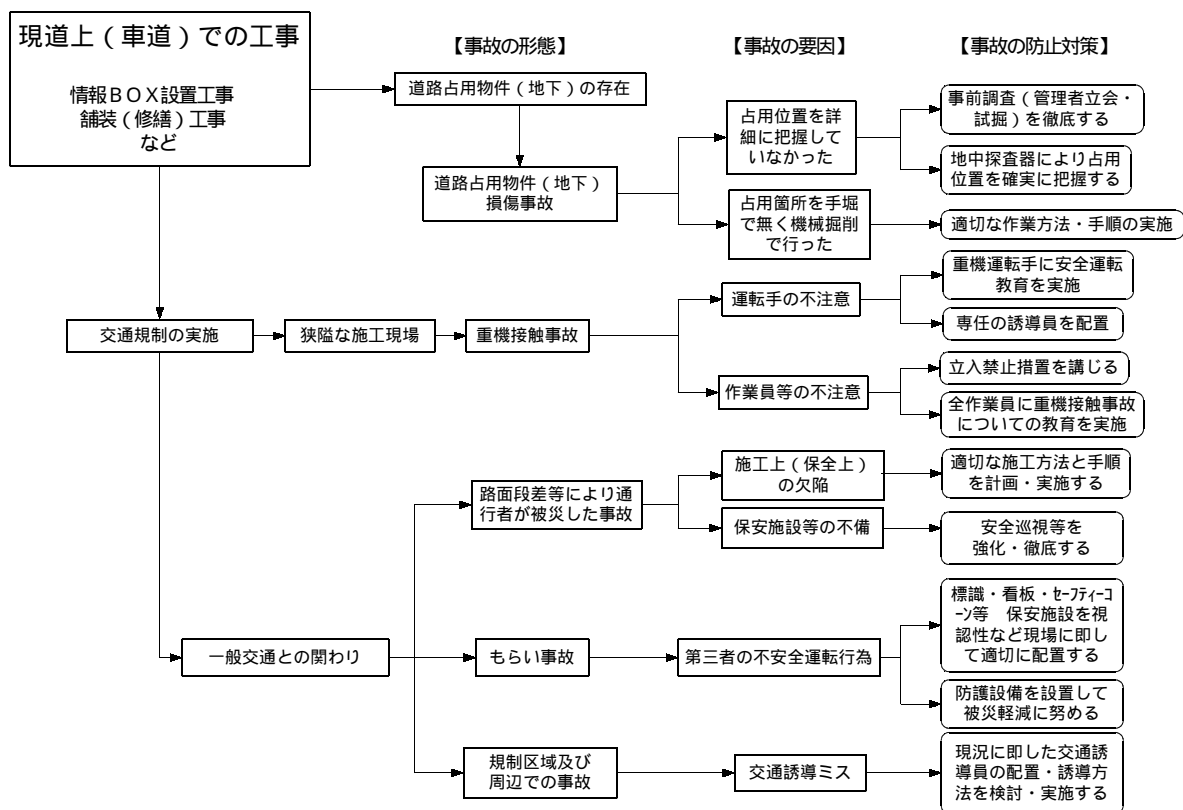 現道上（車道）での工事
情報ＢＯＸ設置工事
舗装（修繕）工事
など
【事故の形態】
【事故の要因】
【事故の防止対策】
道路占用物件（地下）の存在
道路占用物件（地下）
損傷事故
占用位置を詳
細に把握して
いなかった
事前調査（管理者立会・
試掘）を徹底する
地中探査器により占用
位置を確実に把握する
占用箇所を手堀
で無く機械掘削
で行った
適切な作業方法・手順の実施
交通規制の実施
狭隘な施工現場
重機接触事故
運転手の不注意
重機運転手に安全運転
教育を実施
専任の誘導員を配置
作業員等の不注意
立入禁止措置を講じる
全作業員に重機接触事故
についての教育を実施
一般交通との関わり
路面段差等により通
行者が被災した事故
施工上（保全上）
の欠陥
適切な施工方法と手順
を計画・実施する
保安施設等の不備
安全巡視等を
強化・徹底する
もらい事故
第三者の不安全運転行為
標識・看板・ｾｰﾌﾃｨｰｺ
ｰﾝ等　保安施設を視
認性など現場に即し
て適切に配置する
防護設備を設置して
被災軽減に努める
規制区域及び
周辺での事故
交通誘導ミス
現況に即した交通誘
導員の配置・誘導方
法を検討・実施する